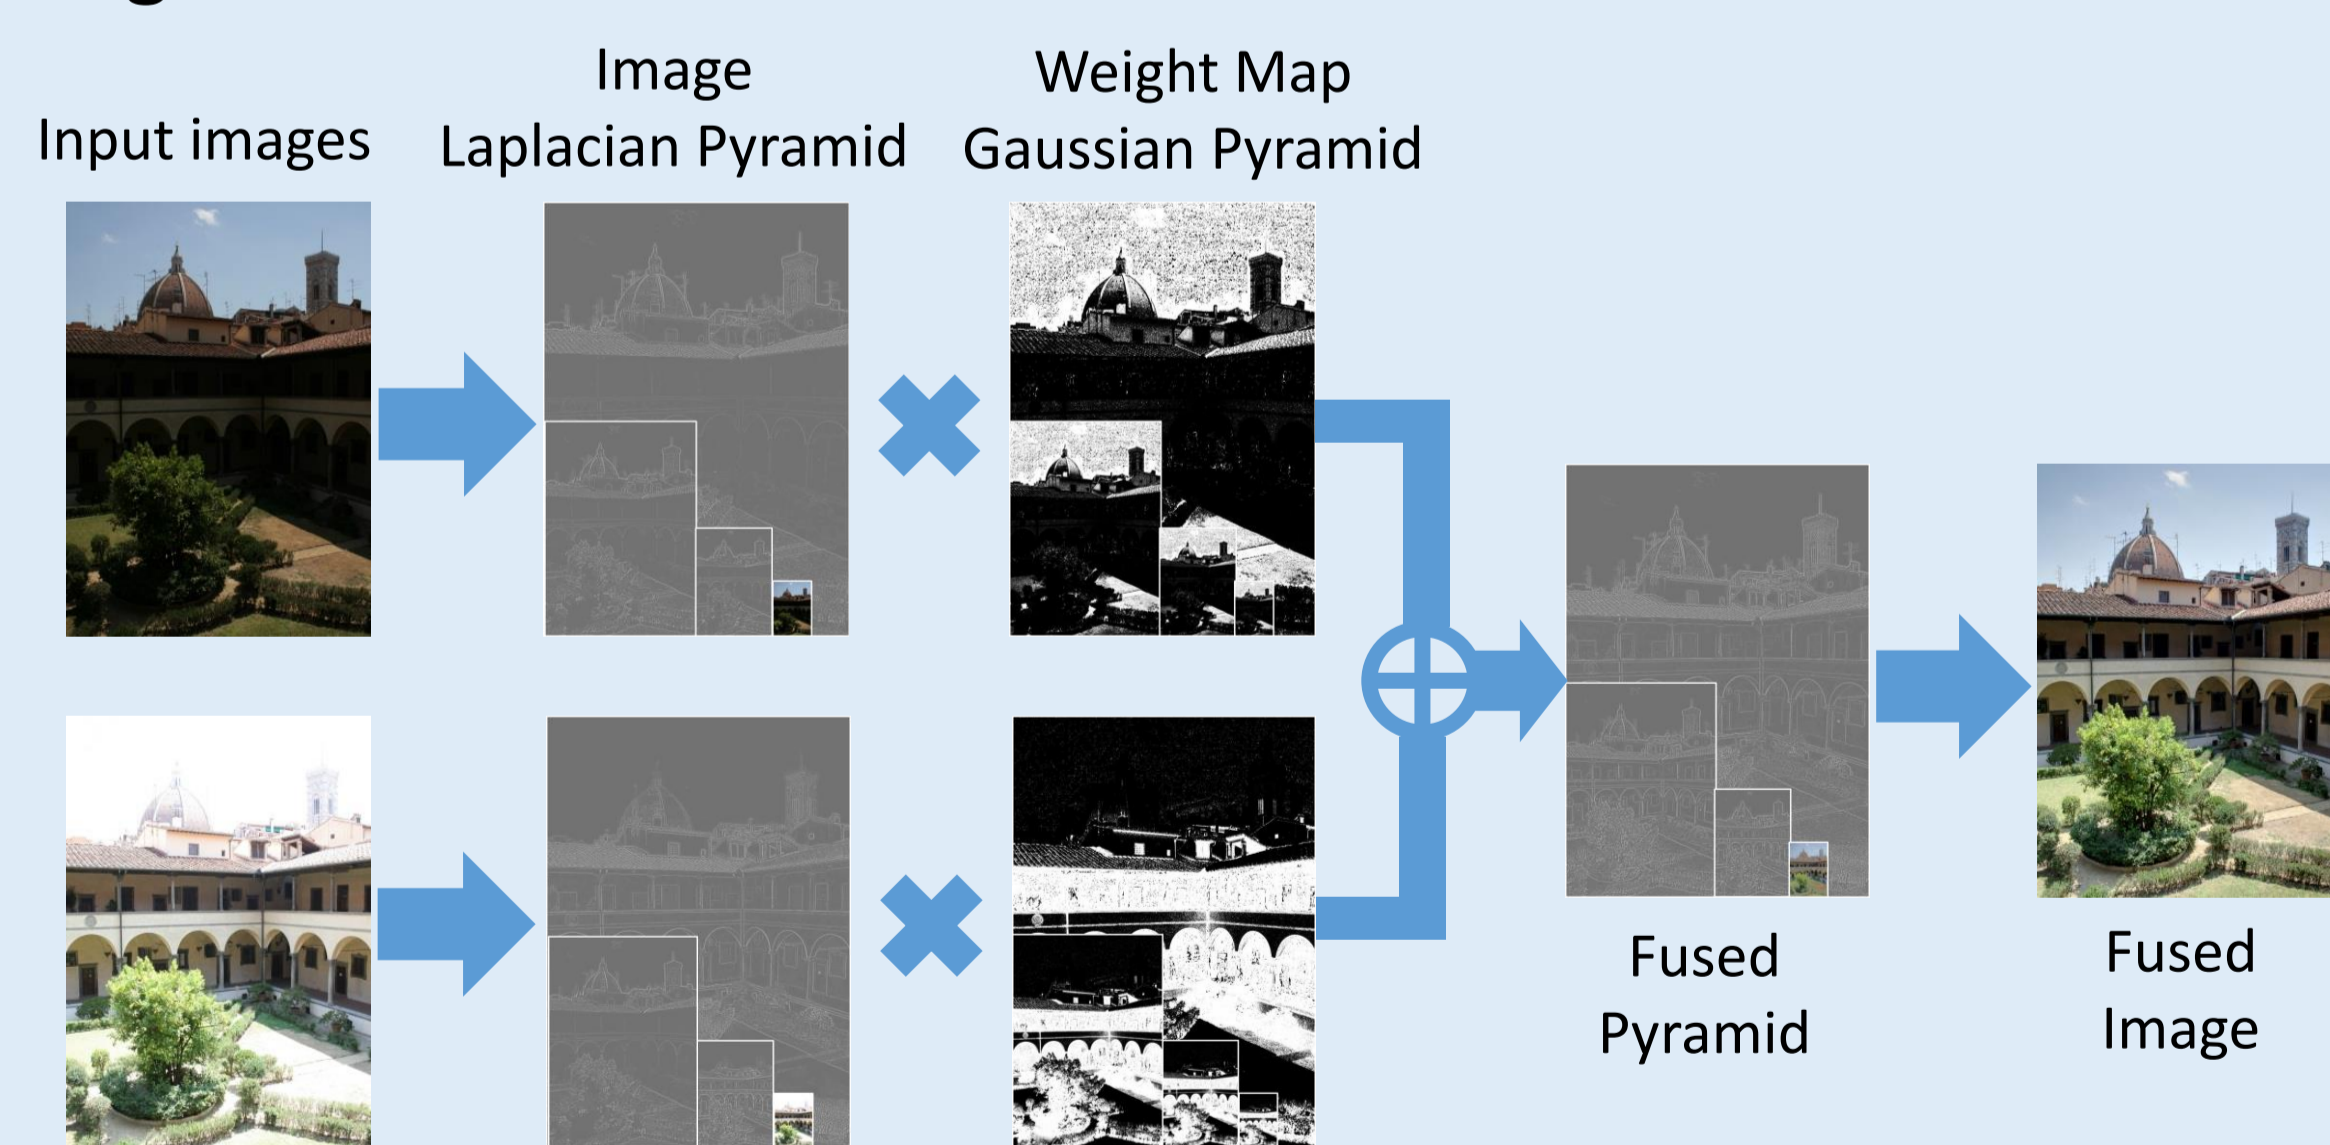 Input images
Image
Laplacian Pyramid
Weight Map
Gaussian Pyramid
Fused
Pyramid
Fused
Image